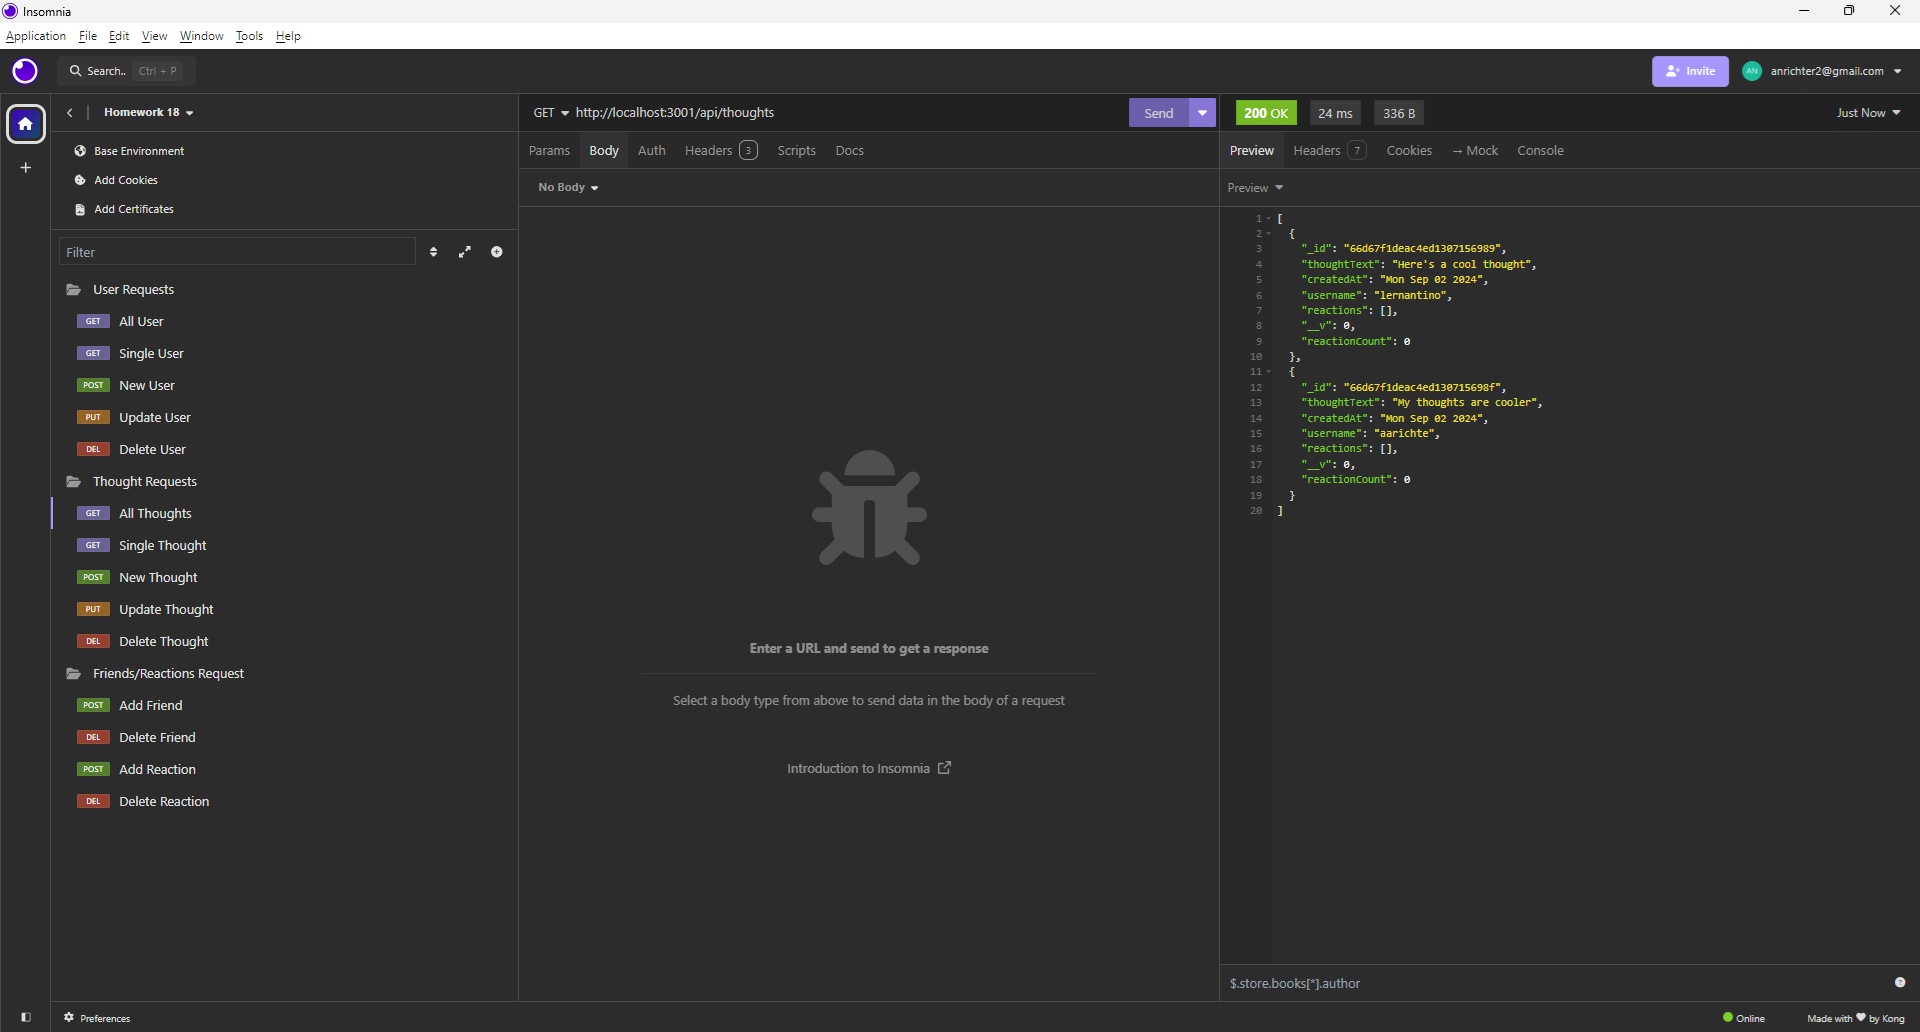 Insomnia
Application File Edit View Window Tools Help
Search.. Ctrl + P
Invite
AN anrichter2@gmail.com
Homework 18
Base Environment
Add Cookies
Add Certificates
Filter
User Requests
GET All User
GET Single User
POST New User
PUT Update User
DEL Delete User
Thought Requests
GET All Thoughts
GET Single Thought
POST New Thought
PUT Update Thought
DEL Delete Thought
Friends/Reactions Request
POST Add Friend
DEL Delete Friend
POST Add Reaction
DEL Delete Reaction
Preferences
GET http://localhost:3001/api/thoughts
Send
Params Body Auth Headers 3 Scripts Docs
No Body
Enter a URL and send to get a response
Select a body type from above to send data in the body of a request
Introduction to Insomnia
200 OK 24 ms 336 B Just Now
Preview Headers 7 Cookies → Mock Console
Preview
1 [
2 {
3 "_id": "66d67f1deac4ed1307156989",
4 "thoughtText": "Here's a cool thought",
5 "createdAt": "Mon Sep 02 2024",
6 "username": "lernantino",
7 "reactions": [],
8 "__v": 0,
9 "reactionCount": 0
10 },
11 {
12 "_id": "66d67f1deac4ed130715698f",
13 "thoughtText": "My thoughts are cooler",
14 "createdAt": "Mon Sep 02 2024",
15 "username": "aarichte",
16 "reactions": [],
17 "__v": 0,
18 "reactionCount": 0
19 }
20 ]
$.store.books[*].author
Online
Made with ♥ by Kong